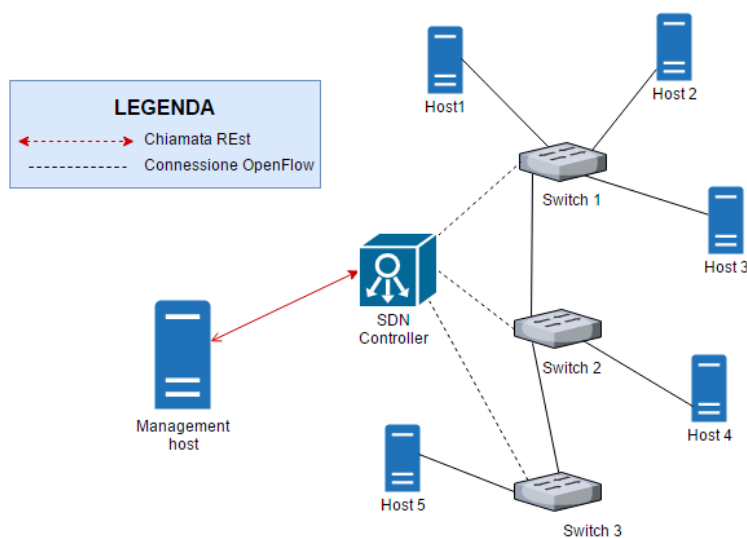 Host1
Host 2
LEGENDA
Chiamata REst
Connessione OpenFlow
Switch 1
Host 3
SDN
Controller
Switch 2
Management
host
Host 4
Host 5
Switch 3